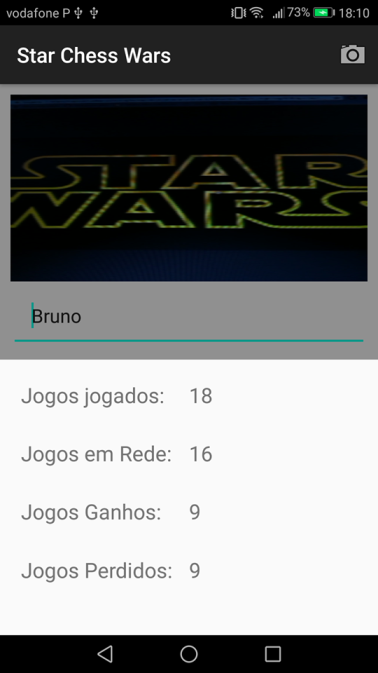 vodafone P 73% 18:10
Star Chess Wars
STAR
WARS
Bruno
Jogos jogados: 18
Jogos em Rede: 16
Jogos Ganhos: 9
Jogos Perdidos: 9